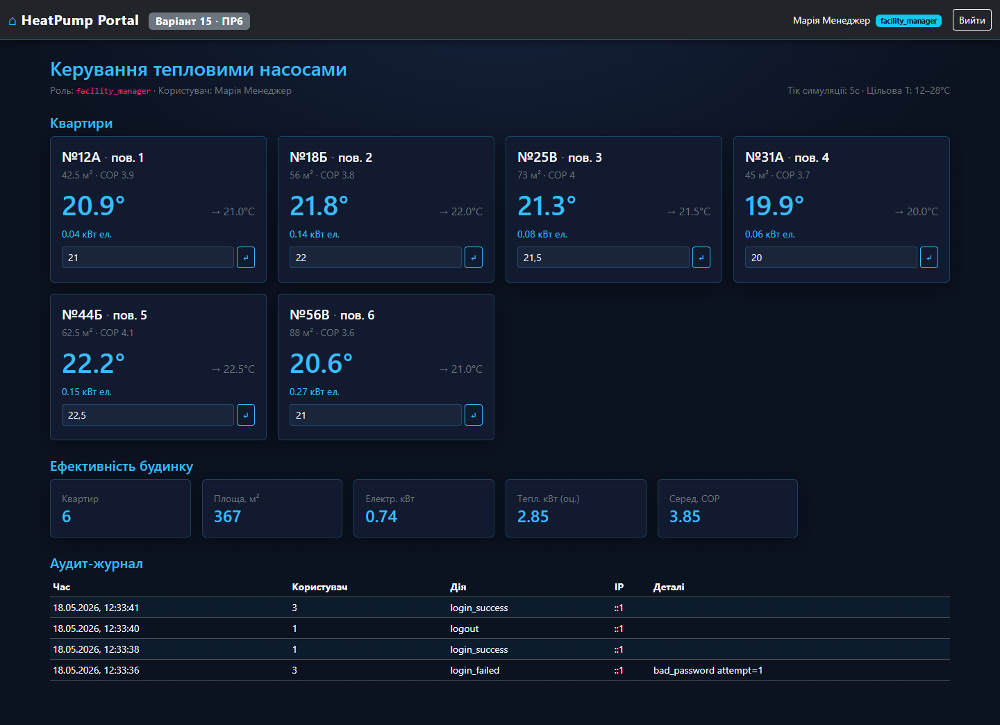 ⌂ HeatPump Portal Варіант 15 · ПР6 Марія Менеджер facility_manager Выйти
Керування тепловими насосами
Роль: facility_manager · Користувач: Марія Менеджер Тік симуляції: 5с · Цільова T: 12–28°C
Квартири
№12А · пов. 1
42.5 м² · COP 3.9
20.9° → 21.0°C
0.04 кВт ел.
21 ↲
№18Б · пов. 2
56 м² · COP 3.8
21.8° → 22.0°C
0.14 кВт ел.
22 ↲
№25В · пов. 3
73 м² · COP 4
21.3° → 21.5°C
0.08 кВт ел.
21,5 ↲
№31А · пов. 4
45 м² · COP 3.7
19.9° → 20.0°C
0.06 кВт ел.
20 ↲
№44Б · пов. 5
62.5 м² · COP 4.1
22.2° → 22.5°C
0.15 кВт ел.
22,5 ↲
№56В · пов. 6
88 м² · COP 3.6
20.6° → 21.0°C
0.27 кВт ел.
21 ↲
Ефективність будинку
Квартир
6
Площа, м²
367
Електр. кВт
0.74
Тепл. кВт (оц.)
2.85
Серед. COP
3.85
Аудит-журнал
Час Користувач Дія IP Деталі
18.05.2026, 12:33:41 3 login_success ::1
18.05.2026, 12:33:40 1 logout ::1
18.05.2026, 12:33:38 1 login_success ::1
18.05.2026, 12:33:36 3 login_failed ::1 bad_password attempt=1